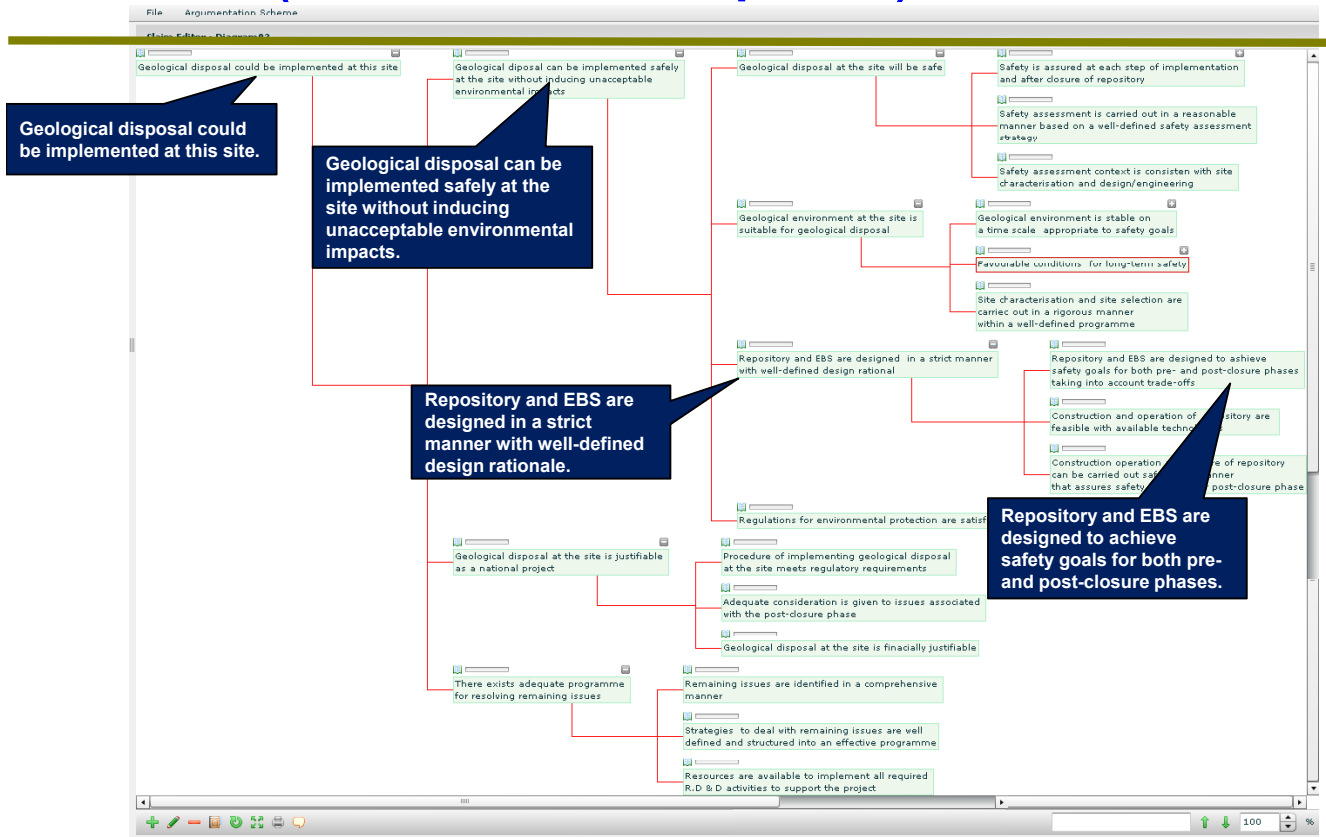 File Argumentation Scheme
Geological disposal could be implemented at this site
Geological diposal can be implemented safely
at the site without inducing unacceptable
environmental impacts
Geological disposal at the site will be safe
Safety is assured at each step of implementation
and after closure of repository
Safety assessment is carried out in a reasonable
manner based on a well-defined safety assessment
strategy
Safety assessment context is consisten with site
characterisation and design/engineering
Geological disposal could
be implemented at this site.
Geological disposal can be
implemented safely at the
site without inducing
unacceptable environmental
impacts.
Geological environment at the site is
suitable for geological disposal
Geological environment is stable on
a time scale appropriate to safety goals
Favourable conditions for long-term safety
Site characterisation and site selection are
carriec out in a rigorous manner
within a well-defined programme
Repository and EBS are designed in a strict manner
with well-defined design rational
Repository and EBS are designed to achieve
safety goals for both pre- and post-closure phases
taking into account trade-offs
Construction and operation of repository are
feasible with available
Construction operation of repository
can be carried out
that assures safety post-closure phase
Repository and EBS are
designed in a strict
manner with well-defined
design rationale.
Repository and EBS are
designed to achieve
safety goals for both pre-
and post-closure phases.
Regulations for environmental protection are
Geological disposal at the site is justifiable
as a national project
Procedure of implementing geological disposal
at the site meets regulatory requirements
Adequate consideration is given to issues associated
with the post-closure phase
Geological disposal at the site is finacially justifiable
There exists adequate programme
for resolving remaining issues
Remaining issues are identified in a comprehensive
manner
Strategies to deal with remaining issues are well
defined and structured into an effective programme
Resources are available to implement all required
R.D & D activities to support the project
100 %